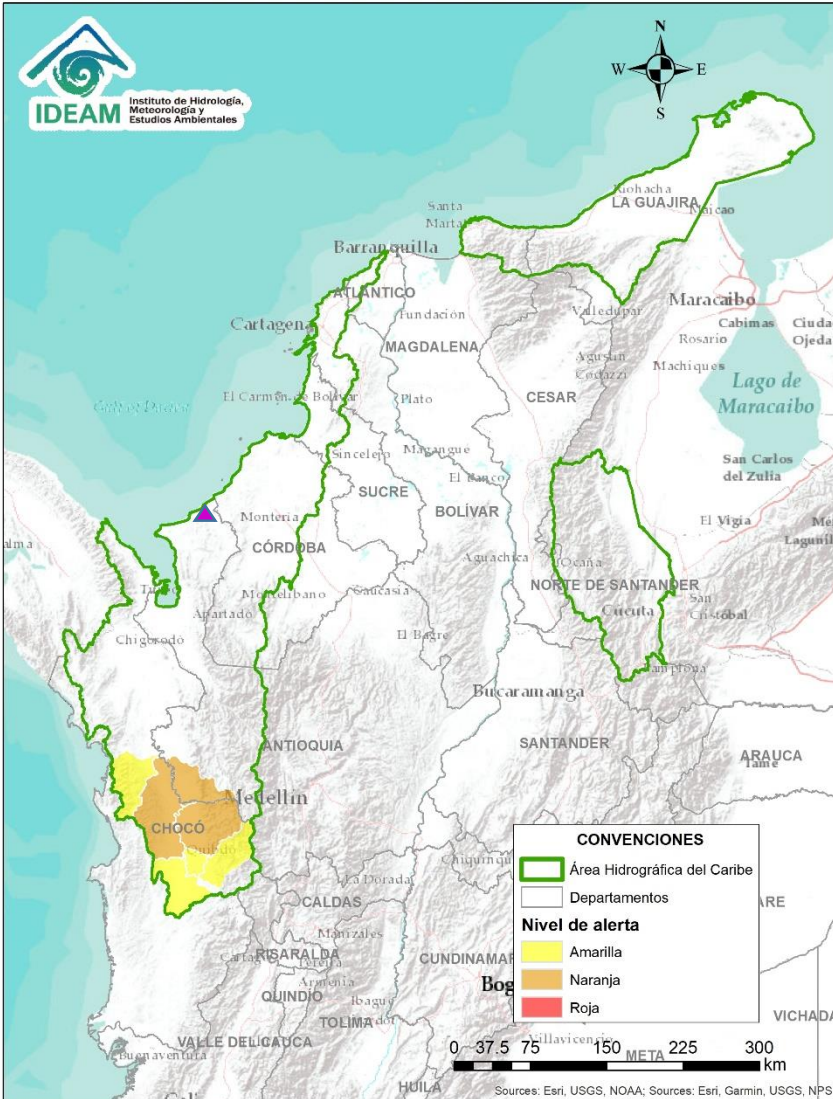 IDEAM
Instituto de Hidrología,
Meteorología y
Estudios Ambientales
N
W
E
S
Santa
Marta
LA GUAJIRA
Maicao
Barranquilla
ATLÁNTICO
Maracaibo
Cabimas
Ciudad
Ojeda
Cartagena
Fundación
Valledupar
Rosario
MAGDALENA
Agustín
Codazzi
Machiques
CESAR
Lago de
Maracaibo
El Carmen de Bolívar
Plato
Sincelejo
Magangué
San Carlos
del Zulia
El Banco
SUCRE
Montería
BOLÍVAR
El Vigía
CÓRDOBA
Aguachica
Ocaña
NORTE DE SANTANDER
Montelíbano
Caucasia
San
Cristóbal
Cúcuta
Apartadó
El Bagre
Chigorodó
Pamplona
Bucaramanga
ANTIOQUIA
SANTANDER
ARAUCA
Tame
Medellín
CHOCÓ
Quibdó
La Dorada
CALDAS
Manizales
RISARALDA
Armenia
QUINDÍO
Ibagué
TOLIMA
VALLE DEL CAUCA
Buenaventura
Villavicencio
META
VICHADA
HUILA
CONVENCIONES
Área Hidrográfica del Caribe
Departamentos
Nivel de alerta
Amarilla
Naranja
Roja
0 37.5 75 150 225 300
km
Sources: Esri, USGS, NOAA; Sources: Esri, Garmin, USGS, NPS